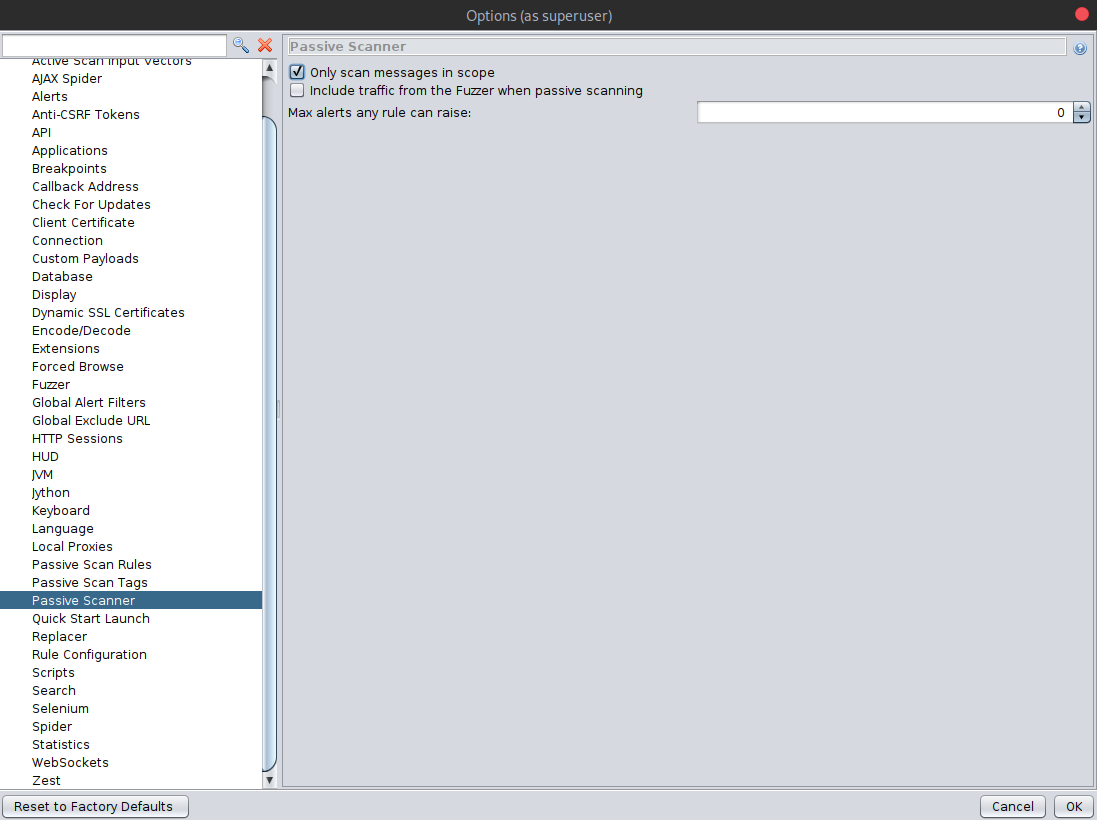 Options (as superuser)
Active Scan Input Vectors
AJAX Spider
Alerts
Anti-CSRF Tokens
API
Applications
Breakpoints
Callback Address
Check For Updates
Client Certificate
Connection
Custom Payloads
Database
Display
Dynamic SSL Certificates
Encode/Decode
Extensions
Forced Browse
Fuzzer
Global Alert Filters
Global Exclude URL
HTTP Sessions
HUD
JVM
Jython
Keyboard
Language
Local Proxies
Passive Scan Rules
Passive Scan Tags
Passive Scanner
Quick Start Launch
Replacer
Rule Configuration
Scripts
Search
Selenium
Spider
Statistics
WebSockets
Zest
Passive Scanner
Only scan messages in scope
Include traffic from the Fuzzer when passive scanning
Max alerts any rule can raise: 0
Reset to Factory Defaults
Cancel
OK